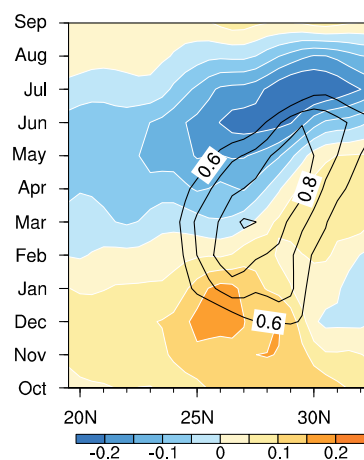 Sep
Aug
Jul
Jun
May
Apr
Mar
Feb
Jan
Dec
Nov
Oct
0.6
0.8
0.6
20N 25N 30N
-0.2 -0.1 0 0.1 0.2